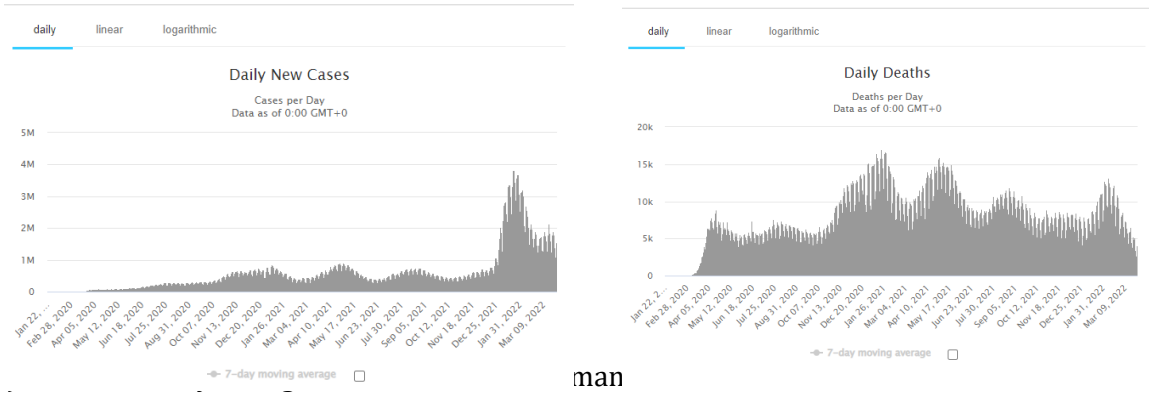 daily linear logarithmic
Daily New Cases
Cases per Day
Data as of 0:00 GMT+0
5M
4M
3M
2M
1M
0
Jan 22, ...
Feb 28, 2020
Apr 05, 2020
May 12, 2020
Jun 18, 2020
Jul 25, 2020
Aug 31, 2020
Oct 07, 2020
Nov 13, 2020
Dec 20, 2020
Jan 26, 2021
Mar 04, 2021
Apr 10, 2021
May 17, 2021
Jun 23, 2021
Jul 30, 2021
Sep 05, 2021
Oct 12, 2021
Nov 18, 2021
Dec 25, 2021
Jan 31, 2022
Mar 09, 2022
7-day moving average
daily linear logarithmic
Daily Deaths
Deaths per Day
Data as of 0:00 GMT+0
20k
15k
10k
5k
0
Jan 22, 2...
Feb 28, 2020
Apr 05, 2020
May 12, 2020
Jun 18, 2020
Jul 25, 2020
Aug 31, 2020
Oct 07, 2020
Nov 13, 2020
Dec 20, 2020
Jan 26, 2021
Mar 04, 2021
Apr 10, 2021
May 17, 2021
Jun 23, 2021
Jul 30, 2021
Sep 05, 2021
Oct 12, 2021
Nov 18, 2021
Dec 25, 2021
Jan 31, 2022
Mar 09, 2022
7-day moving average
man